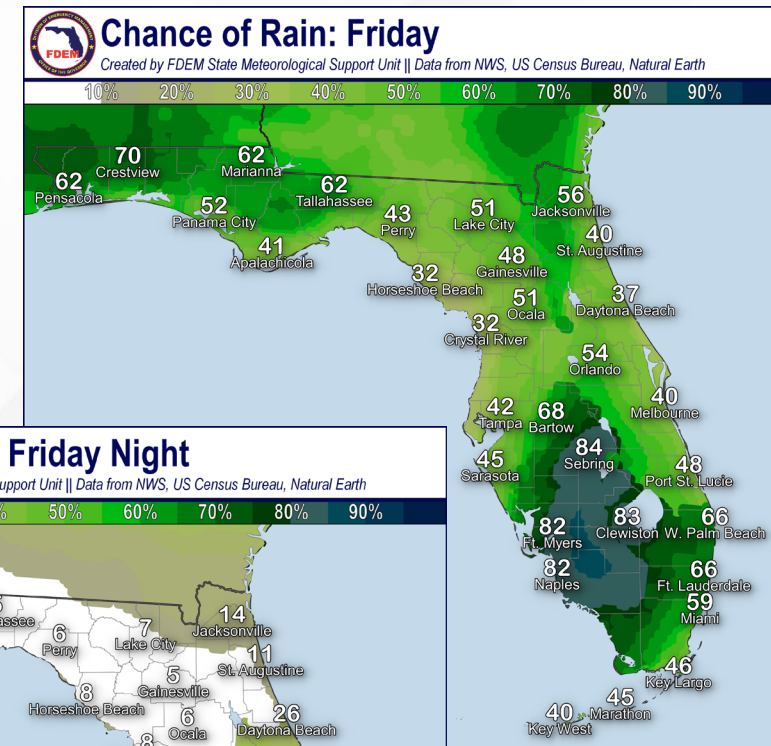 FDEM
Chance of Rain: Friday
Created by FDEM State Meteorological Support Unit || Data from NWS, US Census Bureau, Natural Earth
10% 20% 30% 40% 50% 60% 70% 80% 90%
70
Crestview
62
Marianna
62
Pensacola
62
Tallahassee
52
Panama City
43
Perry
51
Lake City
56
Jacksonville
41
Apalachicola
48
Gainesville
40
St. Augustine
32
Horseshoe Beach
51
Ocala
37
Daytona Beach
32
Crystal River
54
Orlando
42
Tampa
68
Bartow
40
Melbourne
45
Sarasota
84
Sebring
48
Port St. Lucie
82
Ft. Myers
83
Clewiston
66
W. Palm Beach
82
Naples
66
Ft. Lauderdale
59
Miami
46
Key Largo
45
Marathon
40
Key West
Friday Night
upport Unit || Data from NWS, US Census Bureau, Natural Earth
% 50% 60% 70% 80% 90%
assee
6
Perry
7
Lake City
14
Jacksonville
11
St. Augustine
5
Gainesville
8
Horseshoe Beach
6
Ocala
26
Daytona Beach
8